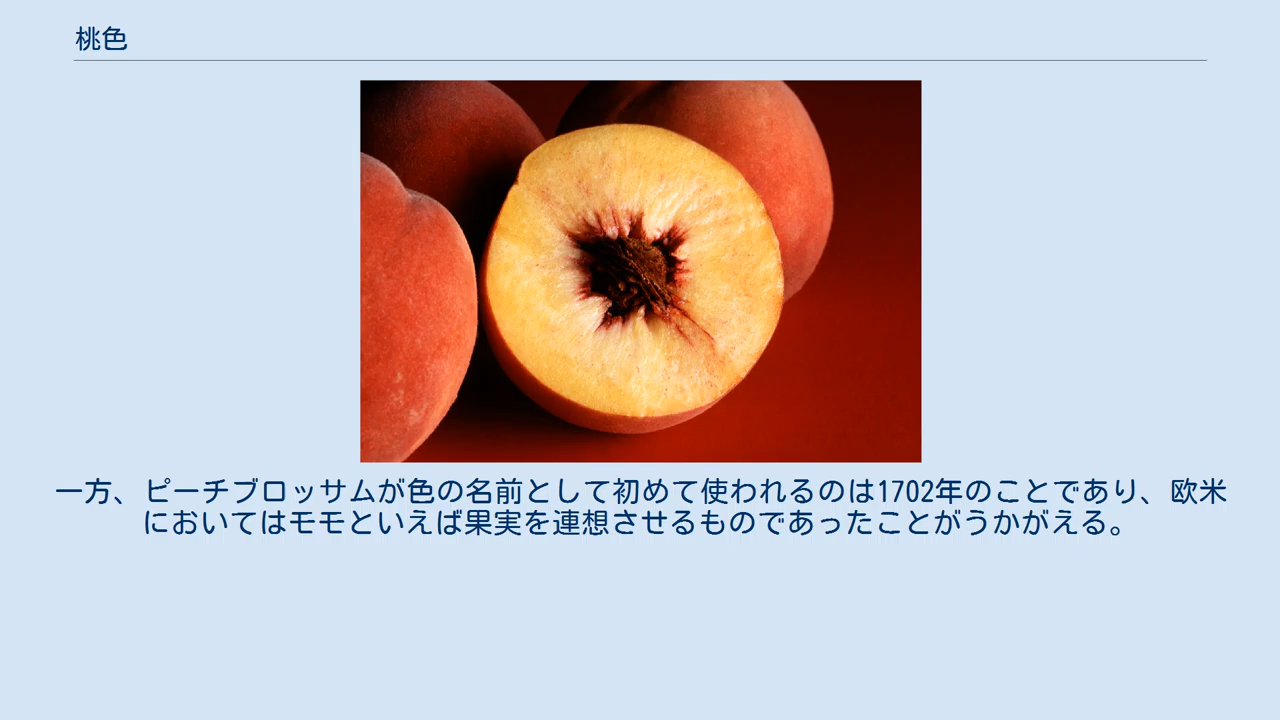 桃色
一方、ピーチブロッサムが色の名前として初めて使われるのは1702年のことであり、欧米
においてはモモといえば果実を連想させるものであったことがうかがえる。